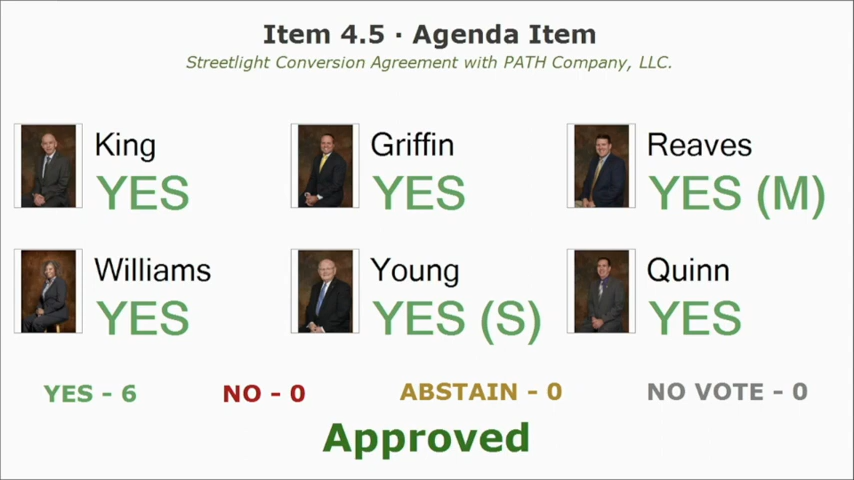 Item 4.5 · Agenda Item
Streetlight Conversion Agreement with PATH Company, LLC.
King
YES
Griffin
YES
Reaves
YES (M)
Williams
YES
Young
YES (S)
Quinn
YES
YES - 6
NO - 0
ABSTAIN - 0
NO VOTE - 0
Approved